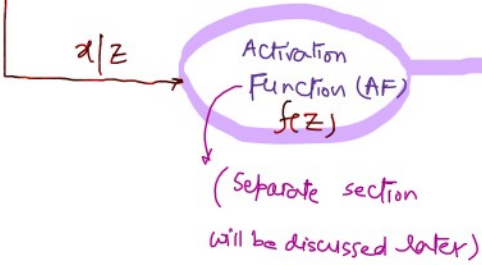 x|z
Activation
Function (AF)
f(z)
(Separate section
will be discussed later)